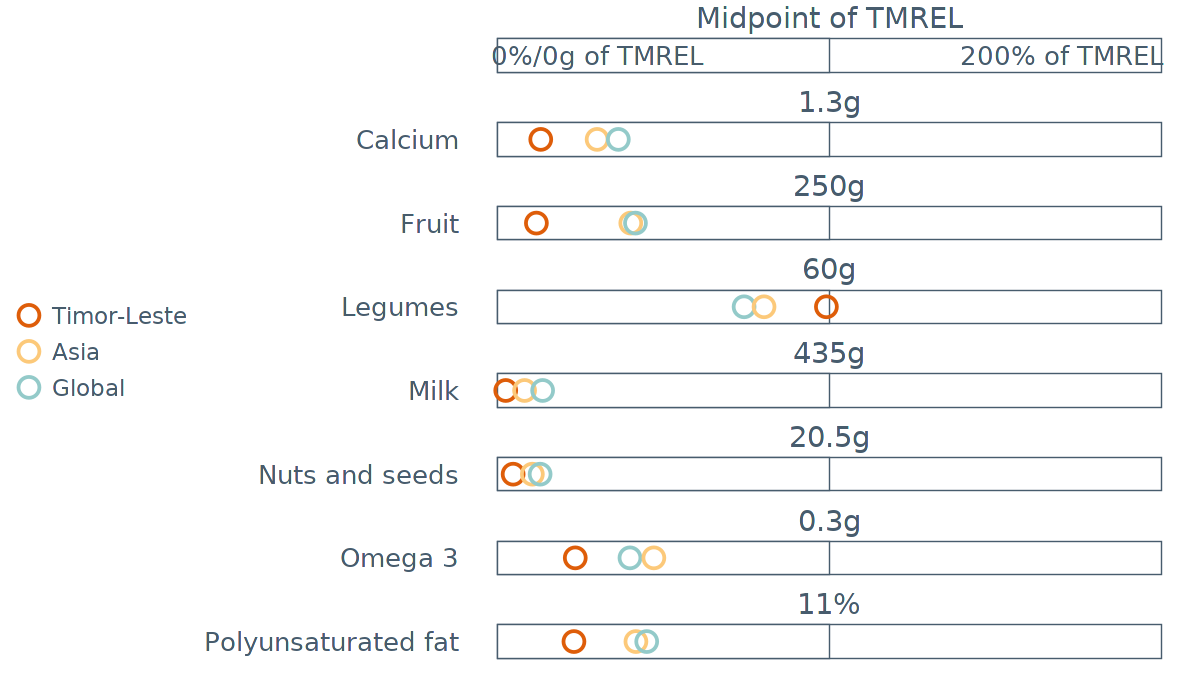 Midpoint of TMREL
0%/0g of TMREL
200% of TMREL
1.3g
Calcium
250g
Fruit
60g
Legumes
435g
Milk
20.5g
Nuts and seeds
0.3g
Omega 3
11%
Polyunsaturated fat
Timor-Leste
Asia
Global